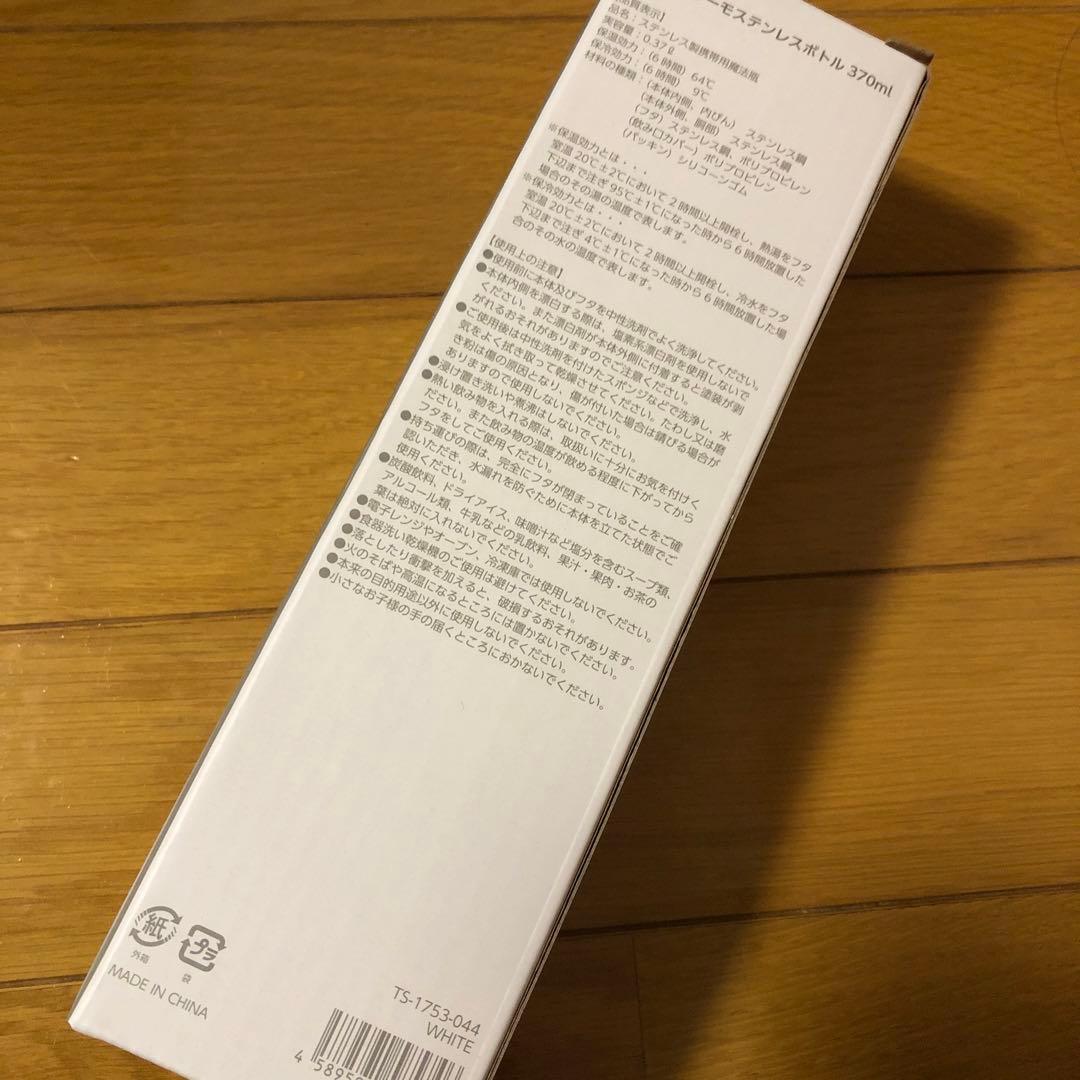 ーモステンレスボトル 370ml
品質表示】
品名：ステンレス製携帯用魔法瓶
実容量：0.37ℓ
保温効力：(6時間) 64℃
保冷効力：(6時間) 9℃
材料の種類：(本体内側、内びん) ステンレス鋼
(本体外側、胴部) ステンレス鋼
(フタ) ステンレス鋼、ポリプロピレン
(飲み口カバー) ポリプロピレン
(パッキン) シリコーンゴム
※保温効力とは・・・
室温 20℃±2℃において 2 時間以上開栓し、熱湯をフタ
下辺まで注ぎ 95℃±1℃になった時から 6 時間放置した
場合のその湯の温度で表します。
※保冷効力とは・・・
室温 20℃±2℃において 2 時間以上開栓し、冷水をフタ
下辺まで注ぎ 4℃±1℃になった時から 6 時間放置した場
合のその水の温度で表します。
【使用上の注意】
●使用前に本体及びフタを中性洗剤でよく洗浄してください。
●本体内側を漂白する際は、塩素系漂白剤を使用しないで
ください。また漂白剤が本体外側に付着すると塗装が剥
がれるおそれがありますのでご注意ください。
●ご使用後は中性洗剤を付けたスポンジなどで洗浄し、水
気をよく拭き取って乾燥させてください。たわし又は磨
き粉は傷の原因となり、傷が付いた場合は錆びる場合が
ありますので使用しないでください。
●浸け置き洗いや煮沸はしないでください。
●熱い飲み物を入れる際は、取扱いに十分にお気を付けく
ださい。また飲み物の温度が飲める程度に下がってから
フタをしてご使用ください。
●持ち運びの際は、完全にフタが閉まっていることをご確
認いただき、水漏れを防ぐために本体を立てた状態でご
使用ください。
●炭酸飲料、ドライアイス、味噌汁など塩分を含むスープ類、
アルコール類、牛乳などの乳飲料、果汁・果肉・お茶の
葉は絶対に入れないでください。
●電子レンジやオーブン、冷凍庫では使用しないでください。
●食器洗い乾燥機のご使用は避けてください。
●落としたり衝撃を加えると、破損するおそれがあります。
●火のそばや高温になるところには置かないでください。
●本来の目的用途以外に使用しないでください。
●小さなお子様の手の届くところにおかないでください。
紙
外箱
プラ
袋
MADE IN CHINA
TS-1753-044
WHITE
4 5895